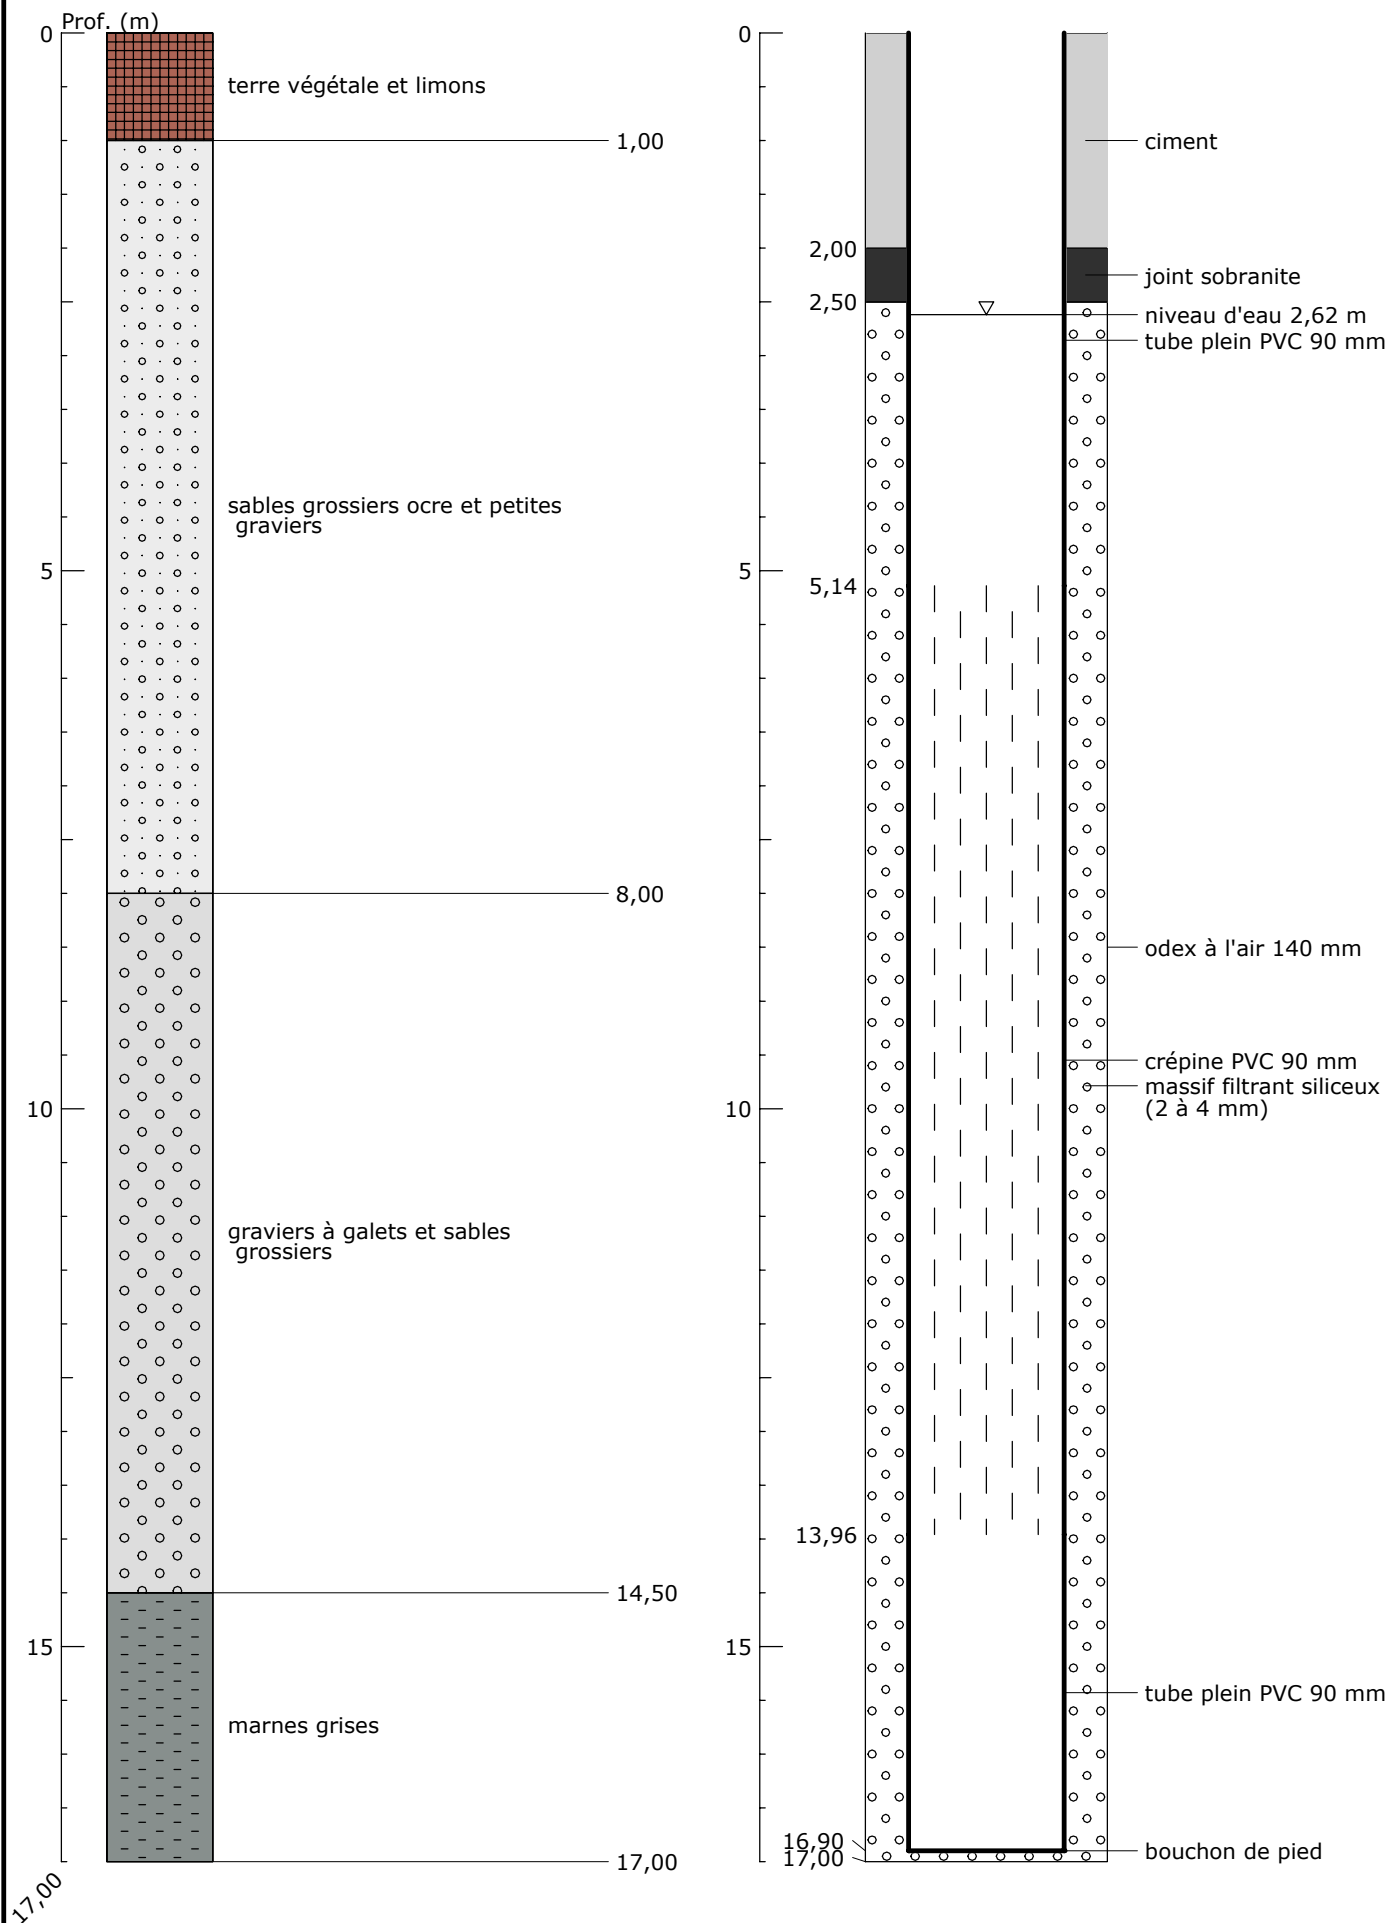 Prof. (m)
0
terre végétale et limons
1,00
sables grossiers ocre et petites
graviers
5
8,00
10
graviers à galets et sables
grossiers
14,50
15
marnes grises
17,00
17,00
0
ciment
2,00
joint sobranite
2,50
niveau d'eau 2,62 m
tube plein PVC 90 mm
5
5,14
odex à l'air 140 mm
crépine PVC 90 mm
massif filtrant siliceux
(2 à 4 mm)
10
13,96
15
tube plein PVC 90 mm
16,90
17,00
bouchon de pied